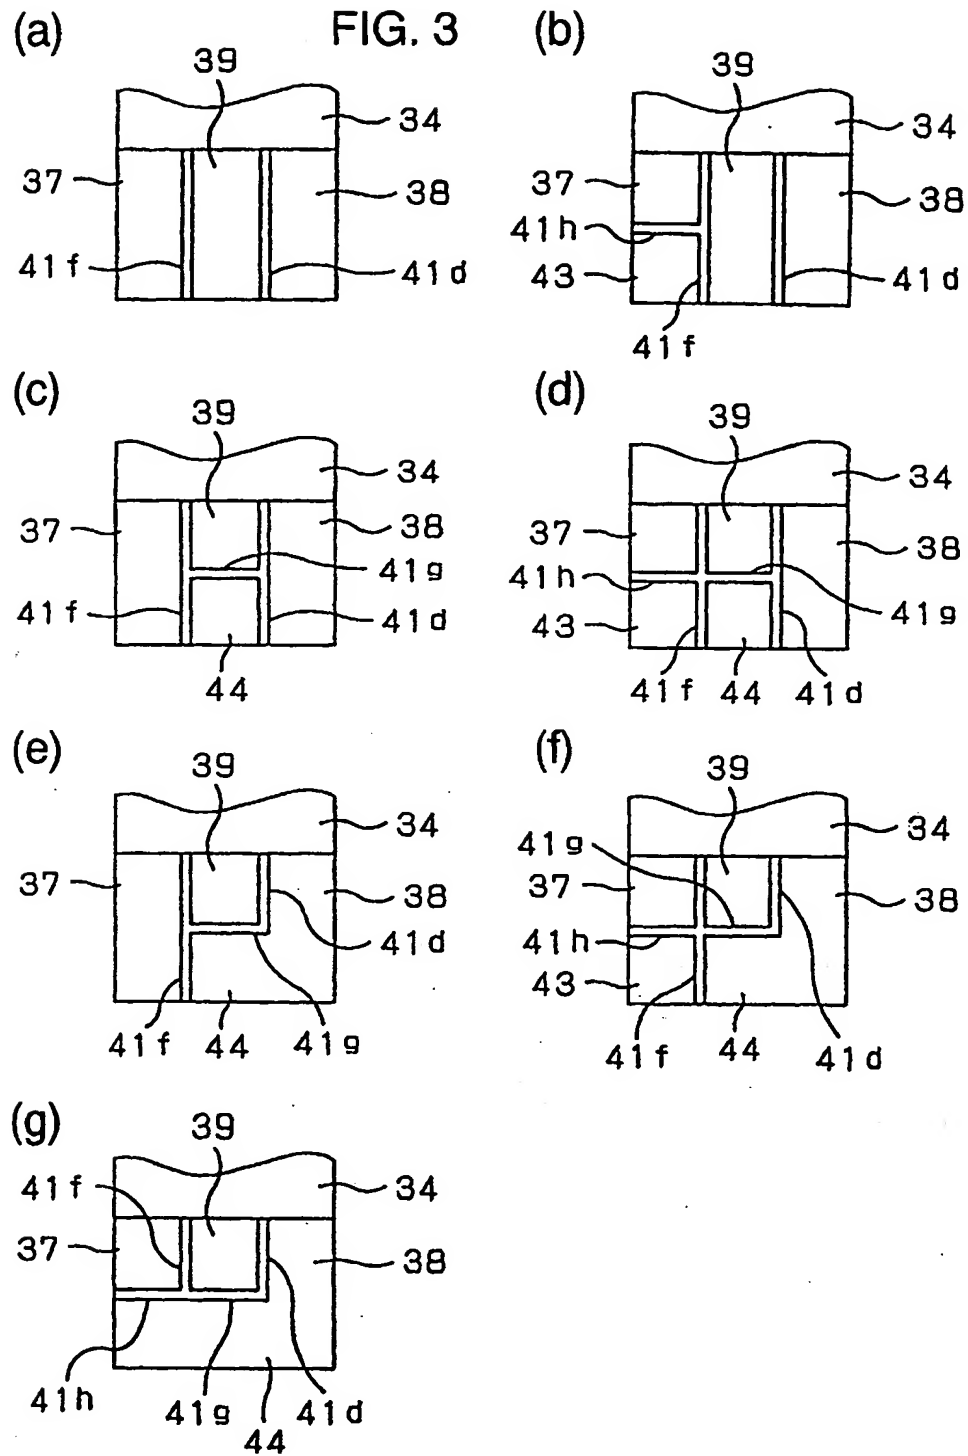 (a) FIG. 3 (b)
39 39
34 34
37 38 37 38
41h
41f 41d 43 41d
41f
(c) (d)
39 39
34 34
37 38 37 38
41g 41h
41f 41d 43 41g
44 41f 44 41d
(e) (f)
39 39
34 41g 34
37 38 37 38
41d 41h
43
41f 44 41g 41f 44 41d
(g)
39
41f 34
37 38
41h 41g 44 41d